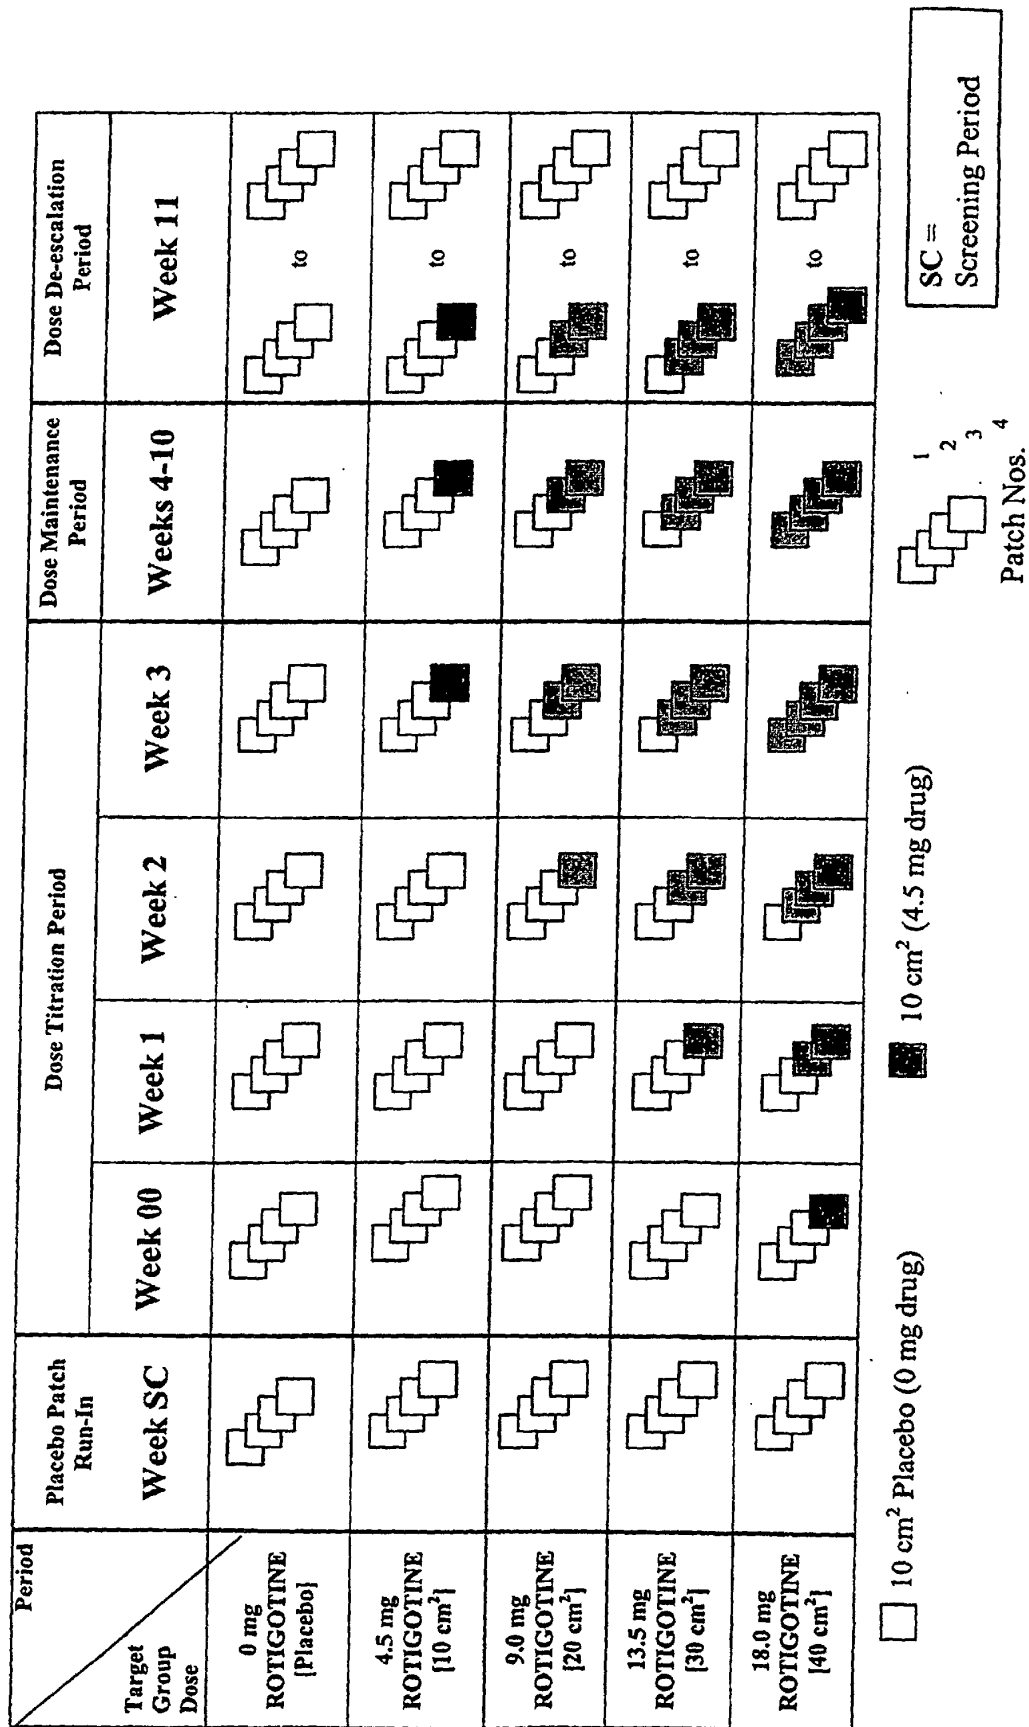 Period
Target
Group
Dose
Placebo Patch
Run-In
Dose Titration Period
Dose Maintenance
Period
Dose De-escalation
Period
Week SC
Week 00
Week 1
Week 2
Week 3
Weeks 4-10
Week 11
0 mg
ROTIGOTINE
[Placebo]
to
4.5 mg
ROTIGOTINE
[10 cm²]
to
9.0 mg
ROTIGOTINE
[20 cm²]
to
13.5 mg
ROTIGOTINE
[30 cm²]
to
18.0 mg
ROTIGOTINE
[40 cm²]
to
10 cm² Placebo (0 mg drug)
10 cm² (4.5 mg drug)
1
2
3
4
Patch Nos.
SC =
Screening Period